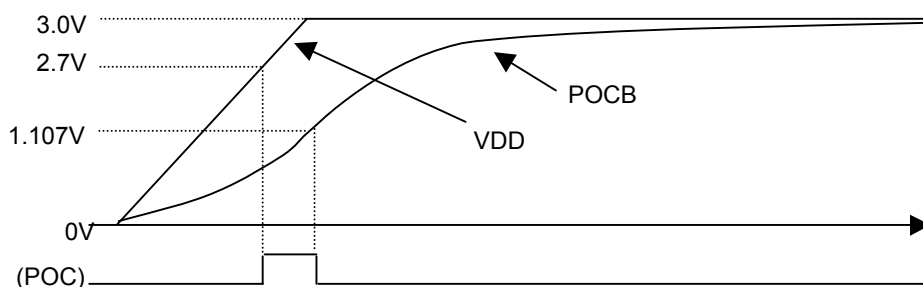 3.0V
2.7V
POCB
1.107V
VDD
0V
(POC)